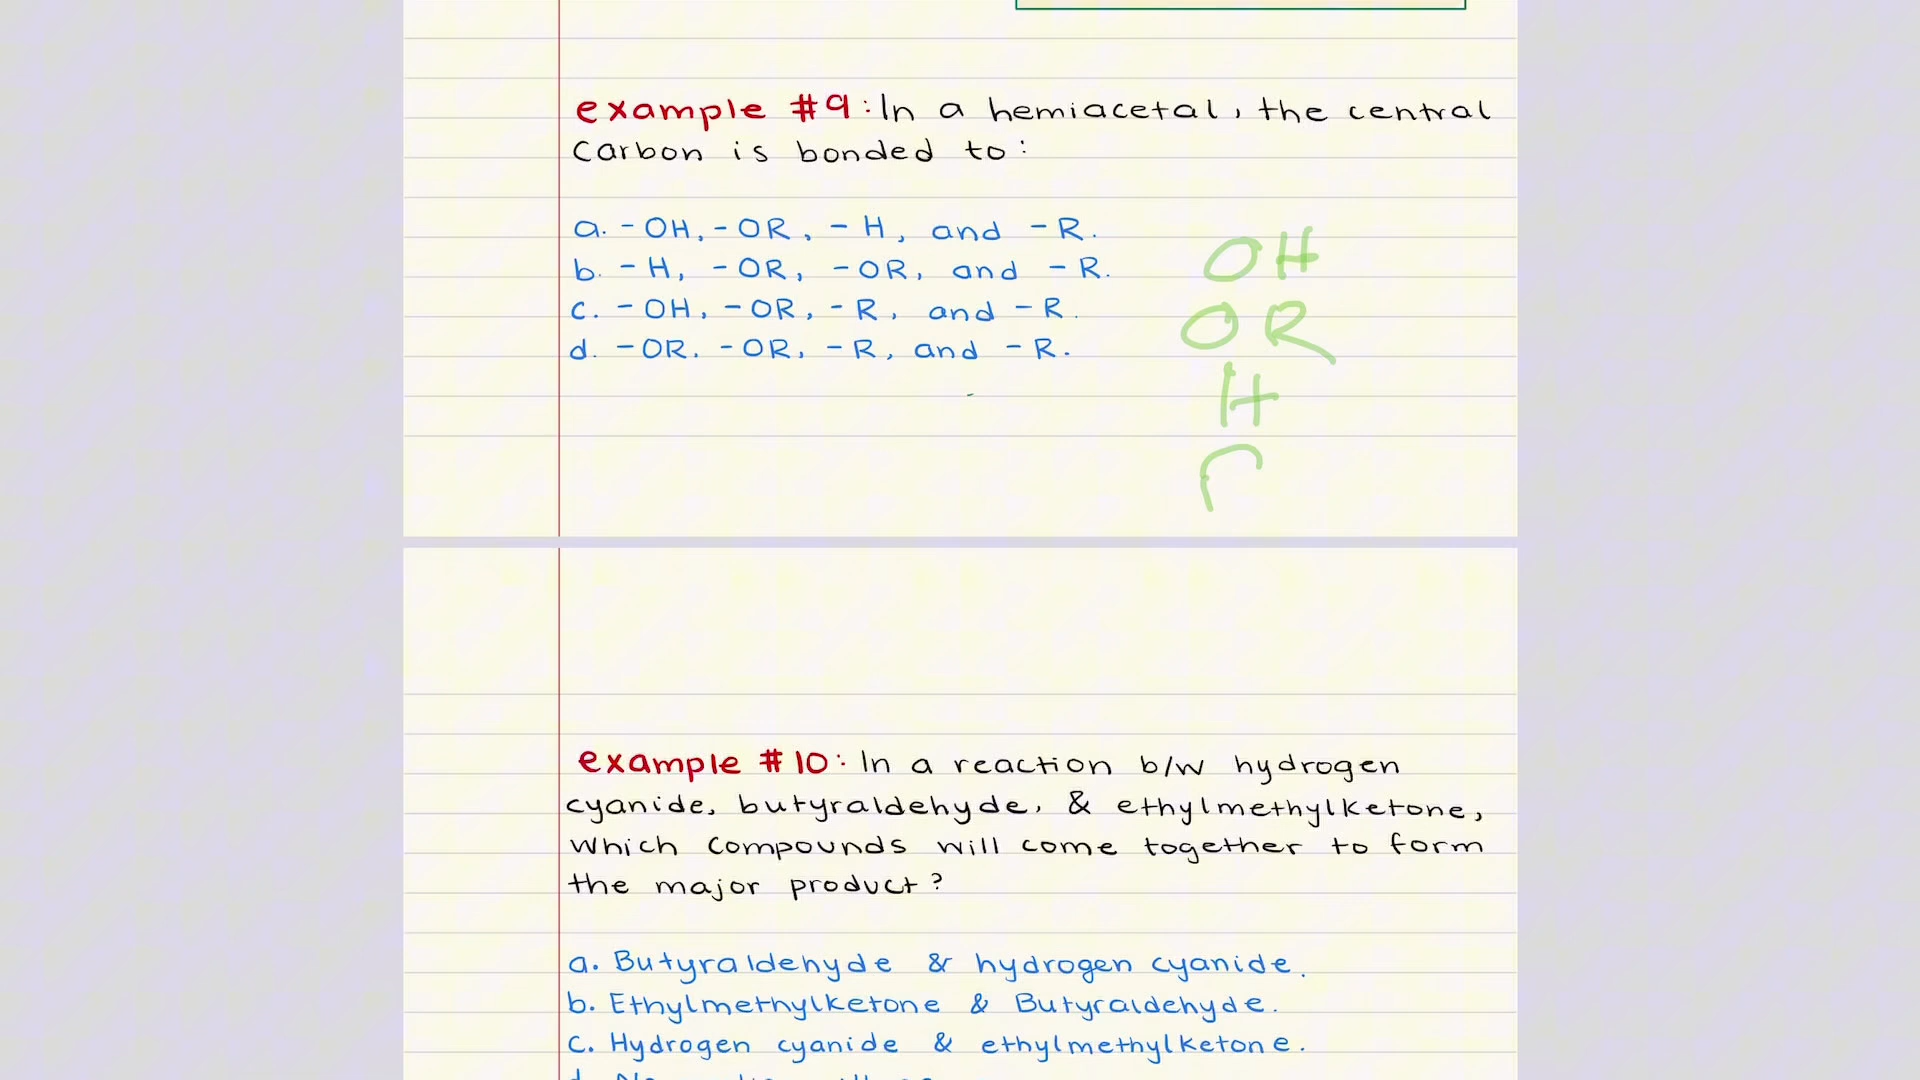 example #9: In a hemiacetal, the central
Carbon is bonded to:
a. -OH, -OR, -H, and -R.
b. -H, -OR, -OR, and -R.
c. -OH, -OR, -R, and -R.
d. -OR. -OR, -R, and -R.
OH
OR
H
example #10: In a reaction b/w hydrogen
cyanide, butyraldehyde, & ethylmethylketone,
which compounds will come together to form
the major product?
a. Butyraldehyde & hydrogen cyanide.
b. Ethylmethylketone & Butyraldehyde.
c. Hydrogen cyanide & ethylmethylketone.